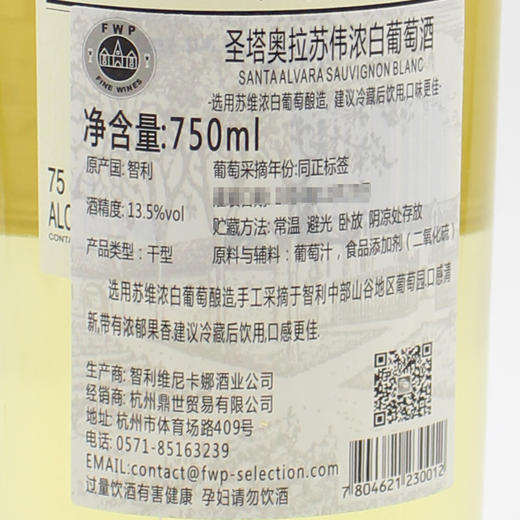 FWP
FINE WINES
圣塔奥拉苏伟浓白葡萄酒
SANTA ALVARA SAUVIGNON BLANC
-选用苏维浓白葡萄酿造, 建议冷藏后饮用,口味更佳-
净含量:750ml
原产国: 智利
葡萄采摘年份:同正标签
酒精度: 13.5%vol
贮藏方法: 常温 避光 卧放 阴凉处存放
产品类型: 干型
原料与辅料: 葡萄汁, 食品添加剂(二氧化硫)
75
ALC
CONTA
选用苏维浓白葡萄酿造,手工采摘于智利中部山谷地区葡萄园,口感清
新,带有浓郁果香.建议冷藏后饮用,口感更佳.
生产商: 智利维尼卡娜酒业公司
经销商: 杭州鼎世贸易有限公司
地址: 杭州市体育场路409号
电话: 0571-85163239
EMAIL:contact@fwp-selection.com
过量饮酒有害健康 孕妇请勿饮酒
7 804621 230012